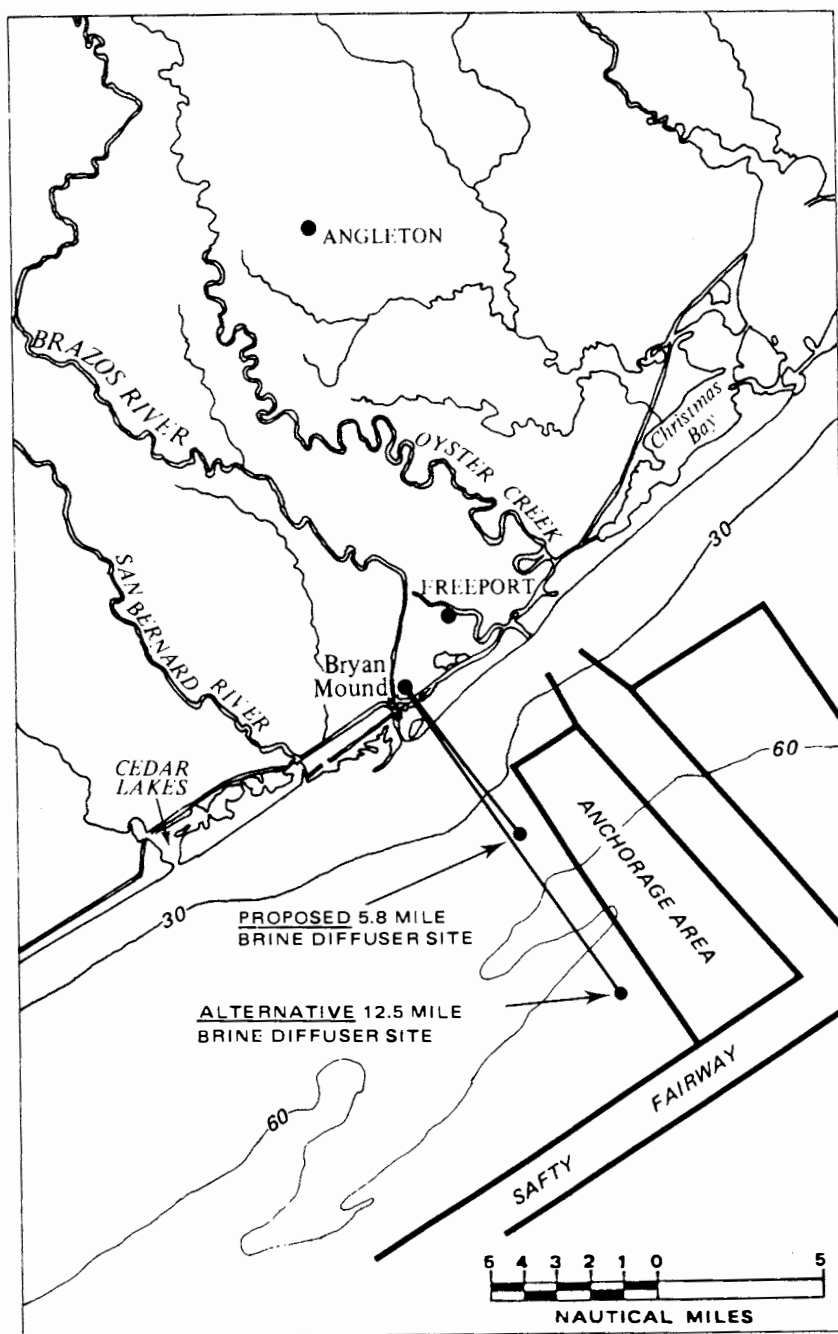 ANGLETON
BRAZOS RIVER
OYSTER CREEK
Christmas
Bay
30
SAN BERNARD RIVER
FREEPORT
Bryan
Mound
60
CEDAR
LAKES
ANCHORAGE AREA
30
PROPOSED 5.8 MILE
BRINE DIFFUSER SITE
ALTERNATIVE 12.5 MILE
BRINE DIFFUSER SITE
FAIRWAY
60
SAFTY
5 4 3 2 1 0 5
NAUTICAL MILES